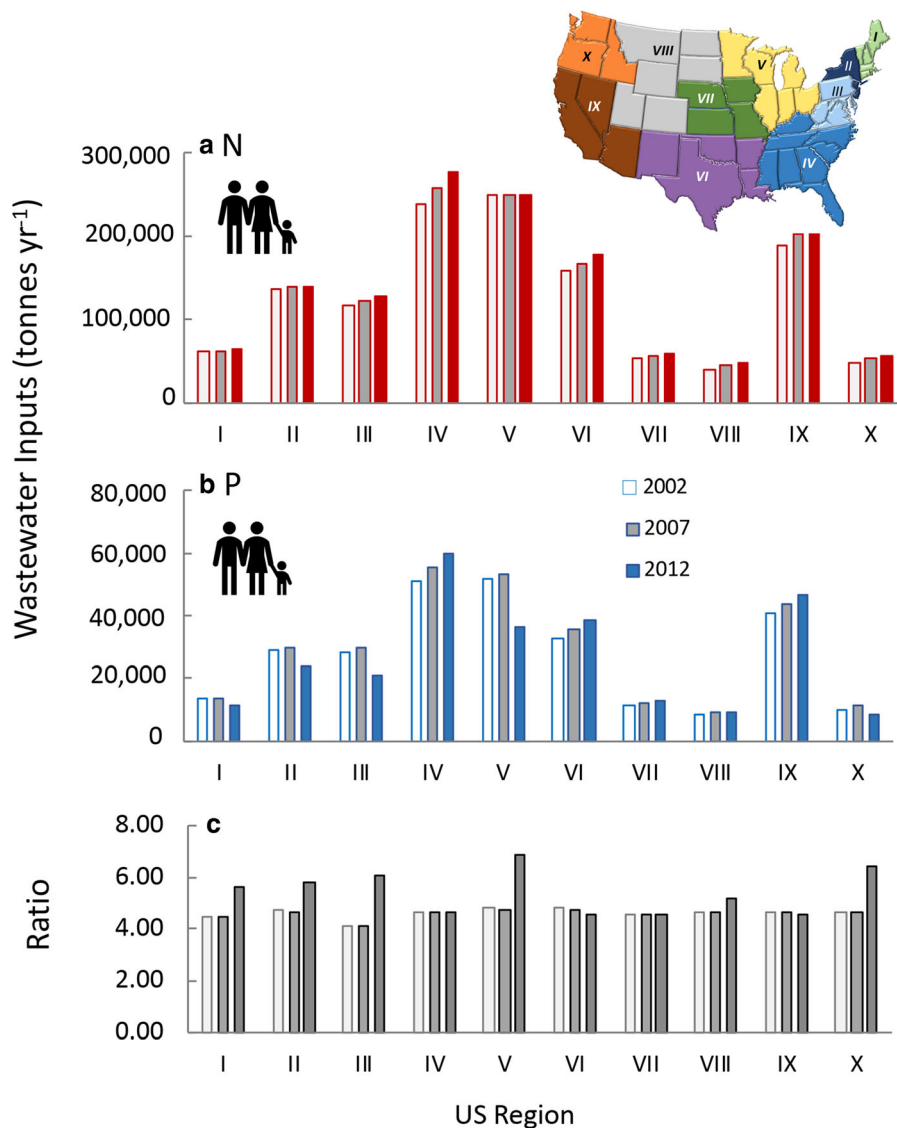 I
II
III
IV
V
VI
VII
VIII
IX
X
Wastewater Inputs (tonnes yr-1)
a N
300,000
200,000
100,000
0
I II III IV V VI VII VIII IX X
b P
80,000
60,000
40,000
20,000
0
2002
2007
2012
I II III IV V VI VII VIII IX X
Ratio
c
8.00
6.00
4.00
2.00
0.00
I II III IV V VI VII VIII IX X
US Region